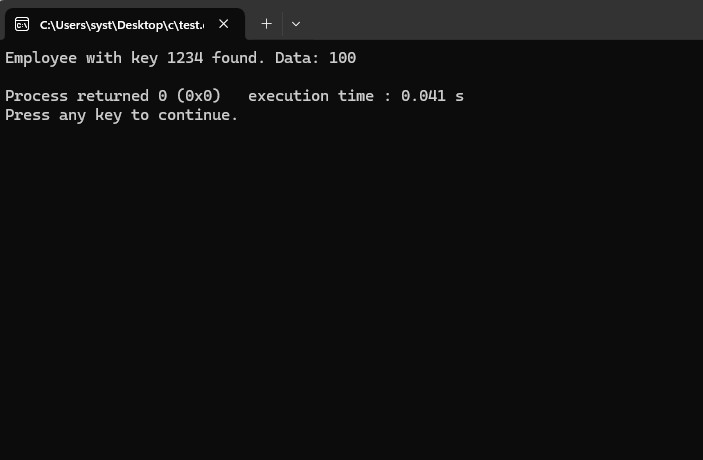 C:\Users\syst\Desktop\c\test.
Employee with key 1234 found. Data: 100
Process returned 0 (0x0)   execution time : 0.041 s
Press any key to continue.